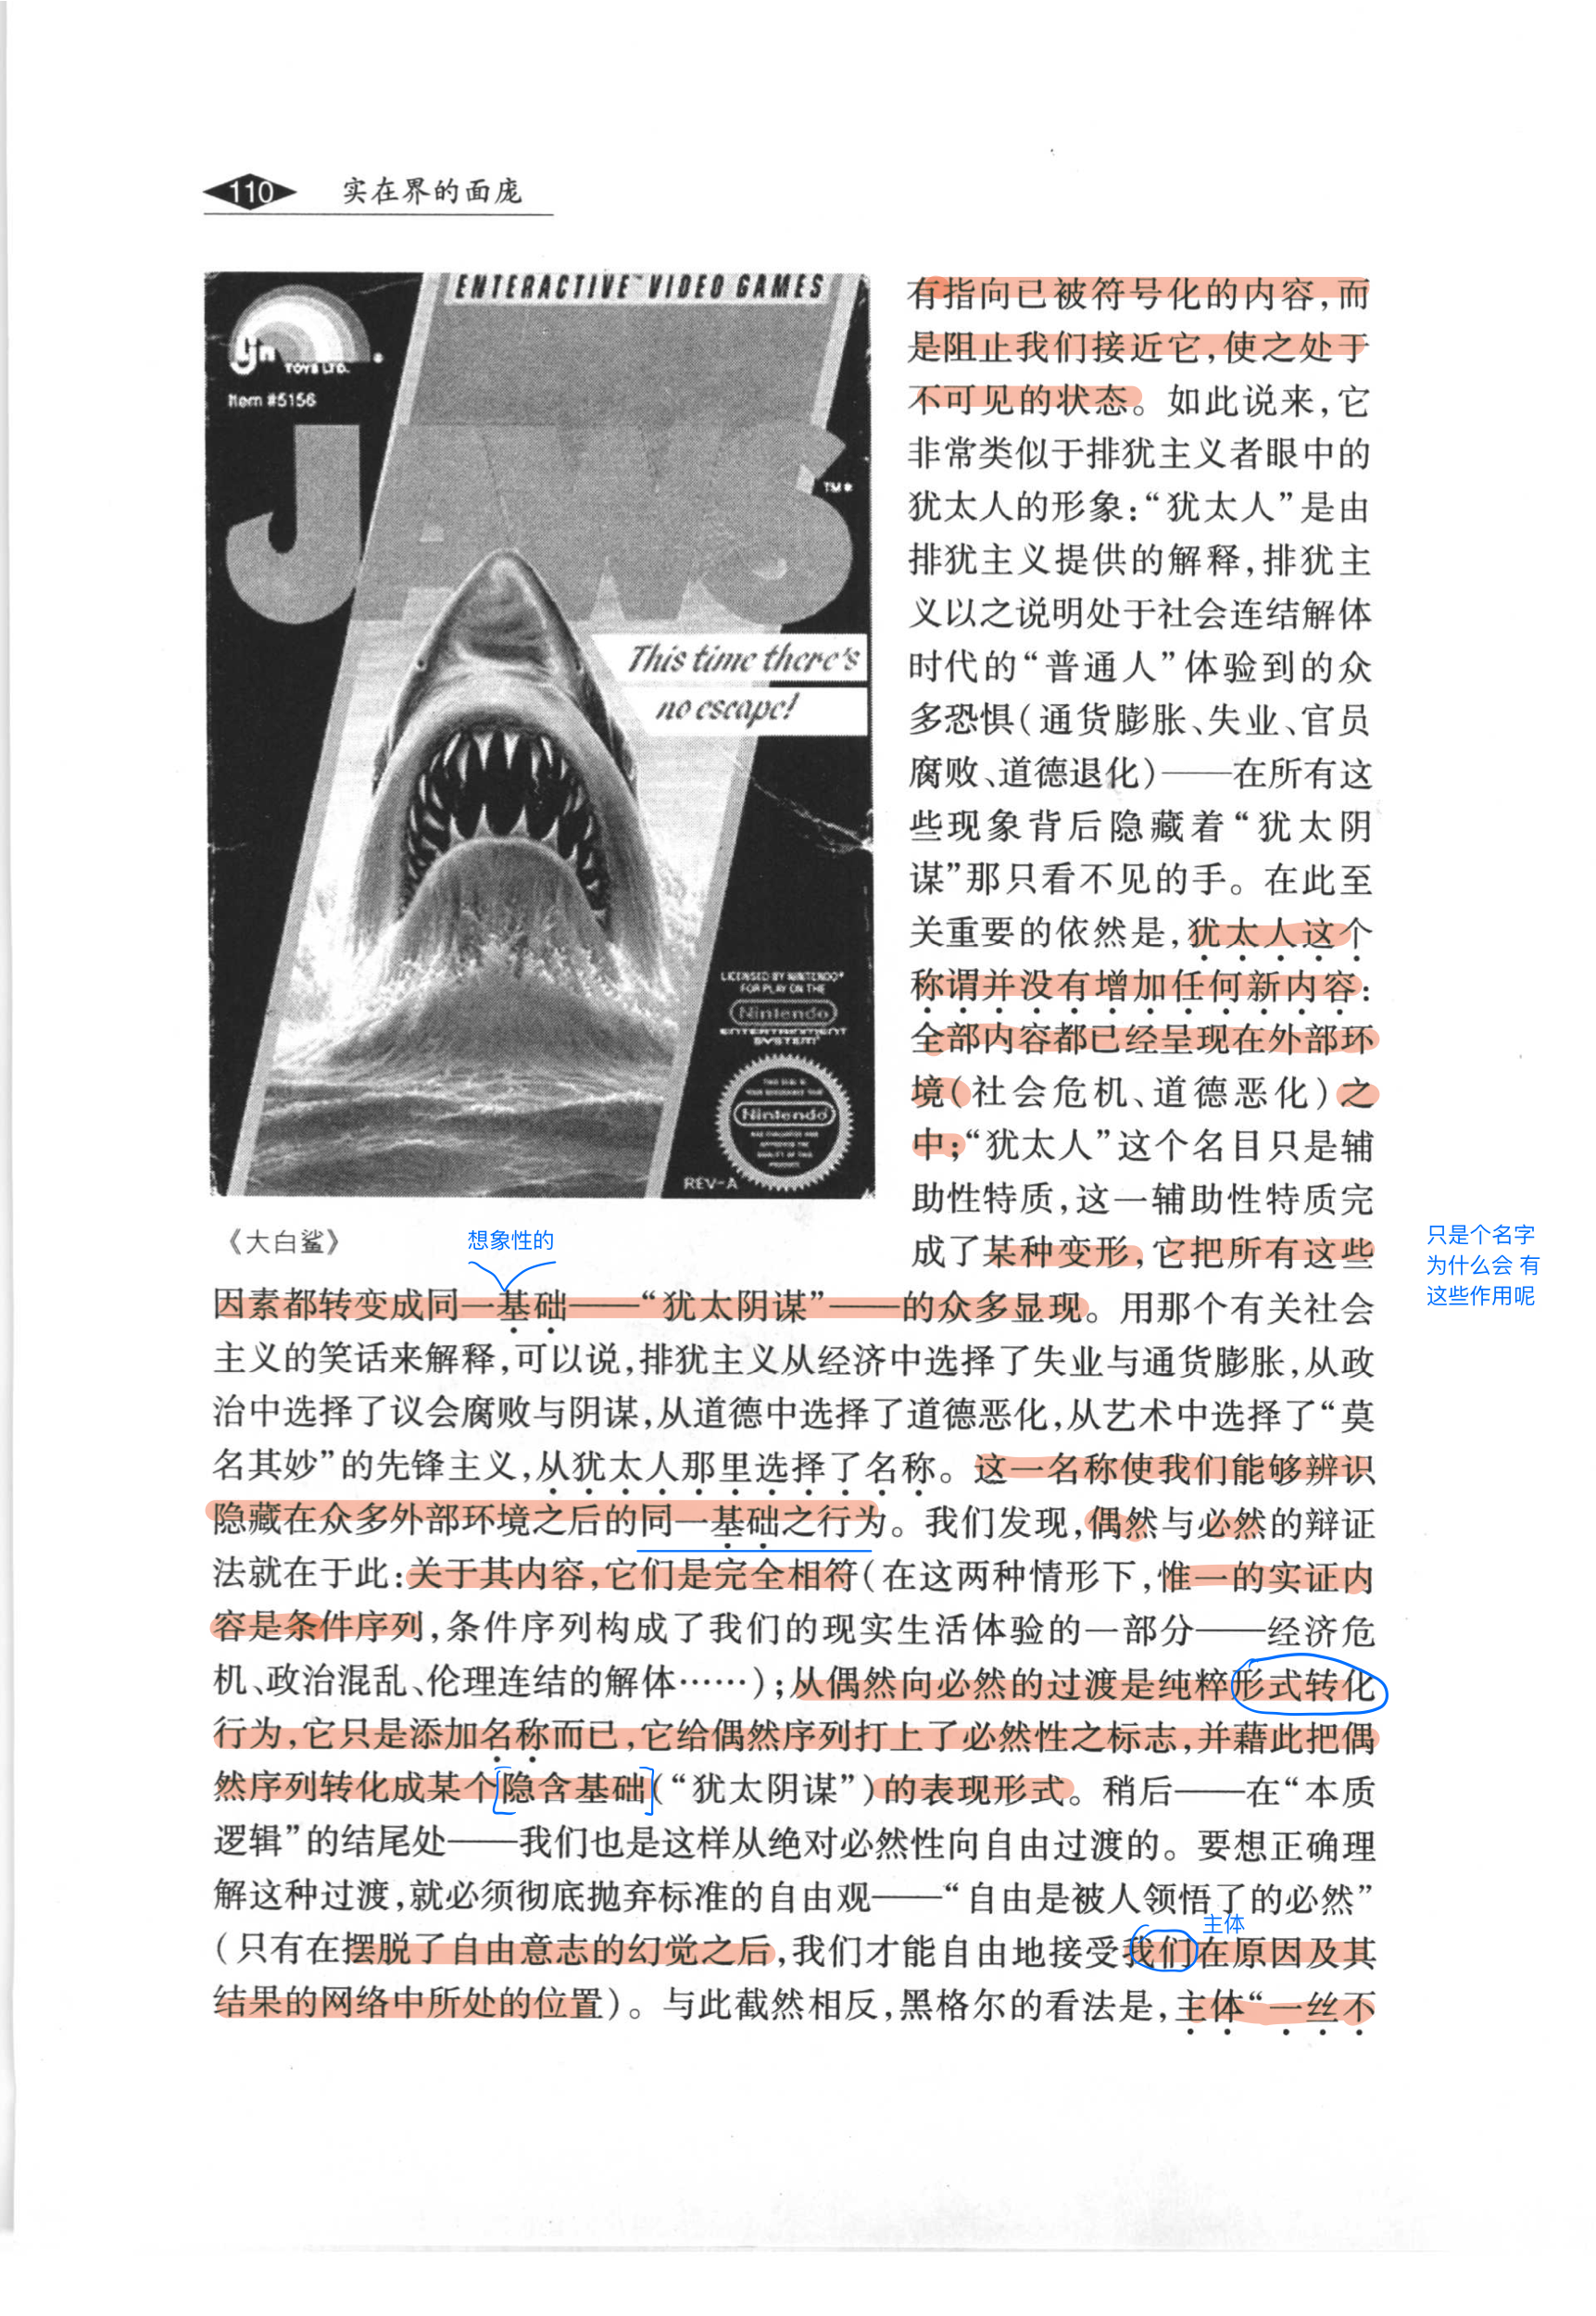 110 实在界的面庞
ENTERACTIVE™ VIDEO GAMES
ljn
TOYS LTD.
Item #5156
JAWS
TM*
This time there's
no escape!
LICENSED BY NINTENDO®
FOR PLAY ON THE
Nintendo
ENTERTAINMENT
SYSTEM®
Nintendo
REV-A
《大白鲨》
有指向已被符号化的内容,而
是阻止我们接近它,使之处于
不可见的状态。如此说来,它
非常类似于排犹主义者眼中的
犹太人的形象:“犹太人”是由
排犹主义提供的解释,排犹主
义以之说明处于社会连结解体
时代的“普通人”体验到的众
多恐惧(通货膨胀、失业、官员
腐败、道德退化)——在所有这
些现象背后隐藏着“犹太阴
谋”那只看不见的手。在此至
关重要的依然是,犹太人这个
称谓并没有增加任何新内容:
全部内容都已经呈现在外部环
境(社会危机、道德恶化)之
中;“犹太人”这个名目只是辅
助性特质,这一辅助性特质完
成了某种变形,它把所有这些
想象性的
只是个名字
为什么会 有
这些作用呢
因素都转变成同一基础——“犹太阴谋”——的众多显现。用那个有关社会
主义的笑话来解释,可以说,排犹主义从经济中选择了失业与通货膨胀,从政
治中选择了议会腐败与阴谋,从道德中选择了道德恶化,从艺术中选择了“莫
名其妙”的先锋主义,从犹太人那里选择了名称。这一名称使我们能够辨识
隐藏在众多外部环境之后的同一基础之行为。我们发现,偶然与必然的辩证
法就在于此:关于其内容,它们是完全相符(在这两种情形下,惟一的实证内
容是条件序列,条件序列构成了我们的现实生活体验的一部分——经济危
机、政治混乱、伦理连结的解体……);从偶然向必然的过渡是纯粹形式转化
行为,它只是添加名称而已,它给偶然序列打上了必然性之标志,并藉此把偶
然序列转化成某个隐含基础(“犹太阴谋”)的表现形式。稍后——在“本质
逻辑”的结尾处——我们也是这样从绝对必然性向自由过渡的。要想正确理
解这种过渡,就必须彻底抛弃标准的自由观——“自由是被人领悟了的必然”
主体
(只有在摆脱了自由意志的幻觉之后,我们才能自由地接受我们在原因及其
结果的网络中所处的位置)。与此截然相反,黑格尔的看法是,主体“一丝不